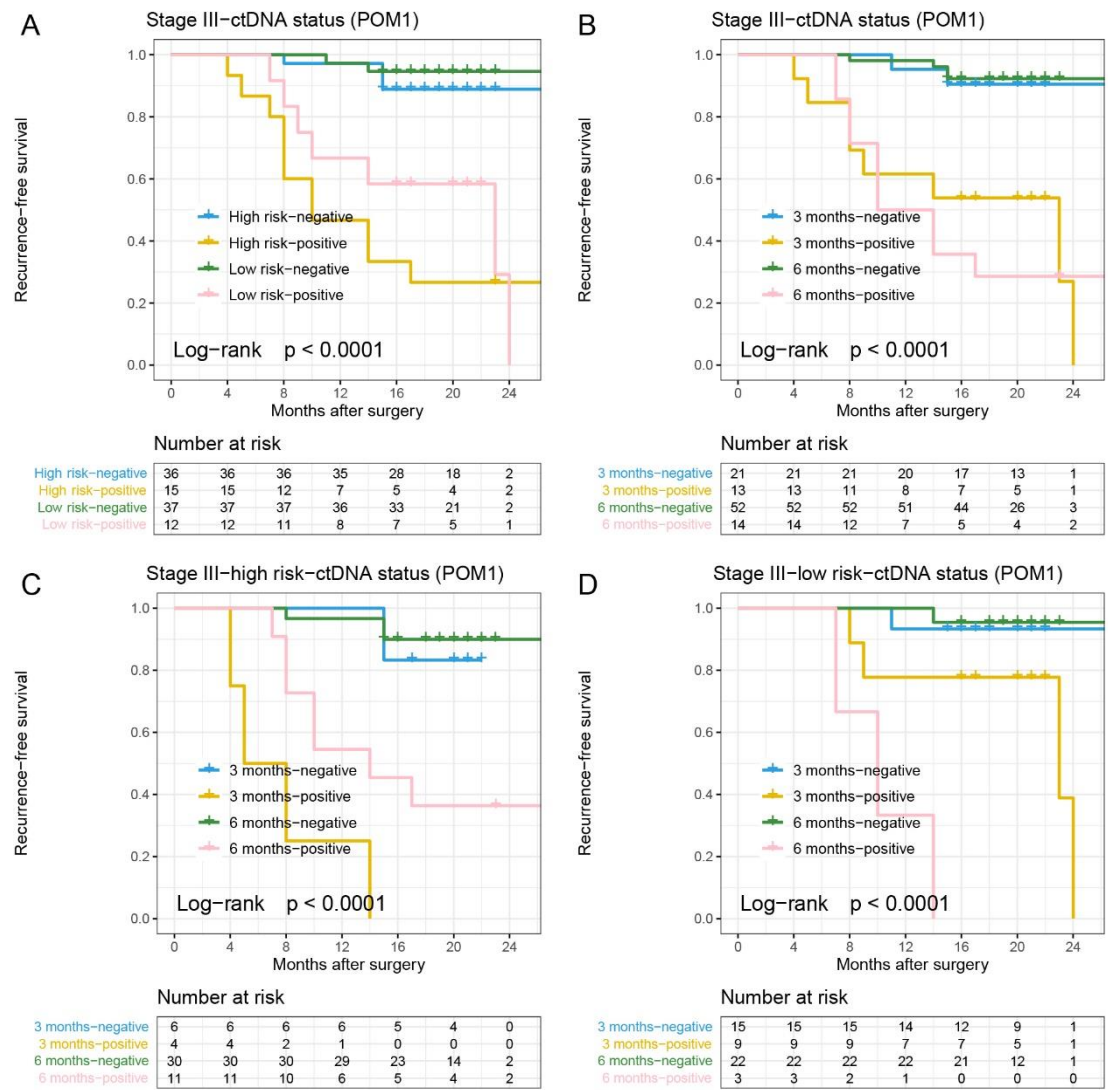 A
Stage III−ctDNA status (POM1)
Recurrence−free survival
1.0
0.8
0.6
0.4
0.2
0.0
High risk−negative
High risk−positive
Low risk−negative
Low risk−positive
Log−rank p < 0.0001
0 4 8 12 16 20 24
Months after surgery
Number at risk
High risk−negative 36 36 36 35 28 18 2
High risk−positive 15 15 12 7 5 4 2
Low risk−negative 37 37 37 36 33 21 2
Low risk−positive 12 12 11 8 7 5 1
B
Stage III−ctDNA status (POM1)
Recurrence−free survival
1.0
0.8
0.6
0.4
0.2
0.0
3 months−negative
3 months−positive
6 months−negative
6 months−positive
Log−rank p < 0.0001
0 4 8 12 16 20 24
Months after surgery
Number at risk
3 months−negative 21 21 21 20 17 13 1
3 months−positive 13 13 11 8 7 5 1
6 months−negative 52 52 52 51 44 26 3
6 months−positive 14 14 12 7 5 4 2
C
Stage III−high risk−ctDNA status (POM1)
Recurrence−free survival
1.0
0.8
0.6
0.4
0.2
0.0
3 months−negative
3 months−positive
6 months−negative
6 months−positive
Log−rank p < 0.0001
0 4 8 12 16 20 24
Months after surgery
Number at risk
3 months−negative 6 6 6 6 5 4 0
3 months−positive 4 4 2 1 0 0 0
6 months−negative 30 30 30 29 23 14 2
6 months−positive 11 11 10 6 5 4 2
D
Stage III−low risk−ctDNA status (POM1)
Recurrence−free survival
1.0
0.8
0.6
0.4
0.2
0.0
3 months−negative
3 months−positive
6 months−negative
6 months−positive
Log−rank p < 0.0001
0 4 8 12 16 20 24
Months after surgery
Number at risk
3 months−negative 15 15 15 14 12 9 1
3 months−positive 9 9 9 7 7 5 1
6 months−negative 22 22 22 22 21 12 1
6 months−positive 3 3 2 1 0 0 0